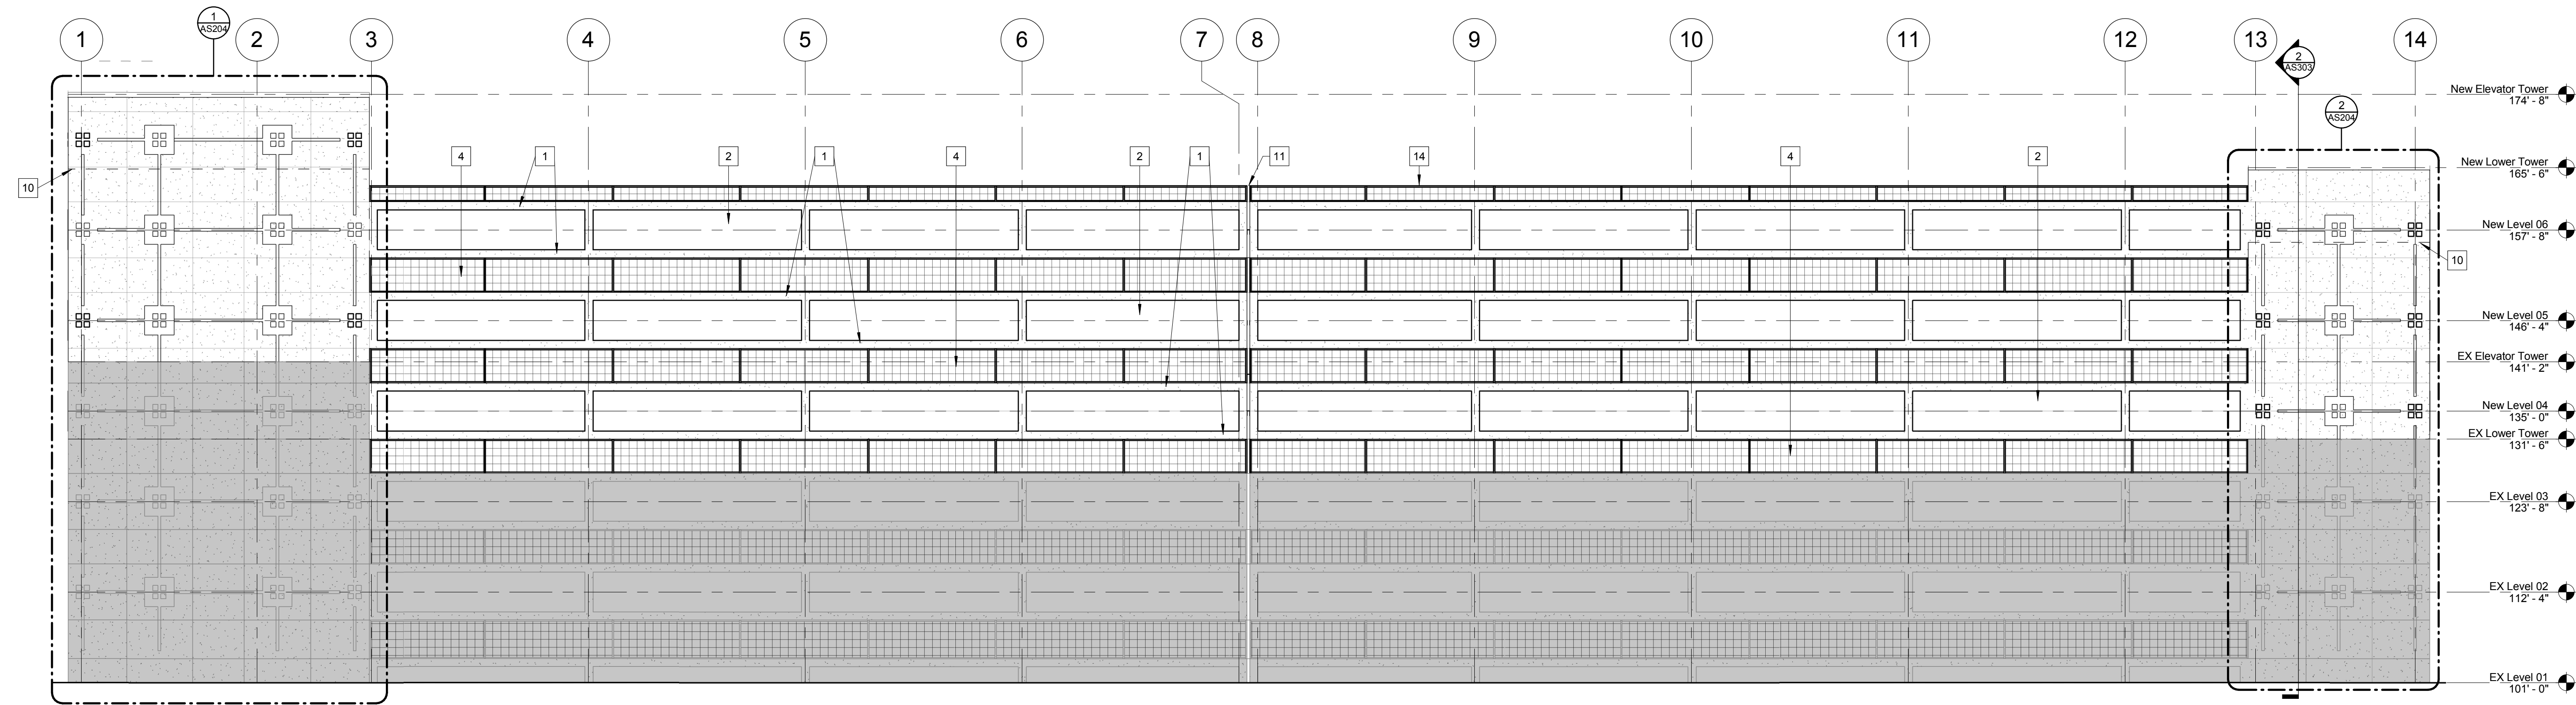 1
AS204
1
2
3
4
5
6
7
8
9
10
11
12
13
14
2
AS303
New Elevator Tower
174' - 8"
2
AS204
4
1
2
1
4
2
1
11
14
4
2
New Lower Tower
165' - 6"
10
New Level 06
157' - 8"
10
New Level 05
146' - 4"
EX Elevator Tower
141' - 2"
New Level 04
135' - 0"
EX Lower Tower
131' - 6"
EX Level 03
123' - 8"
EX Level 02
112' - 4"
EX Level 01
101' - 0"